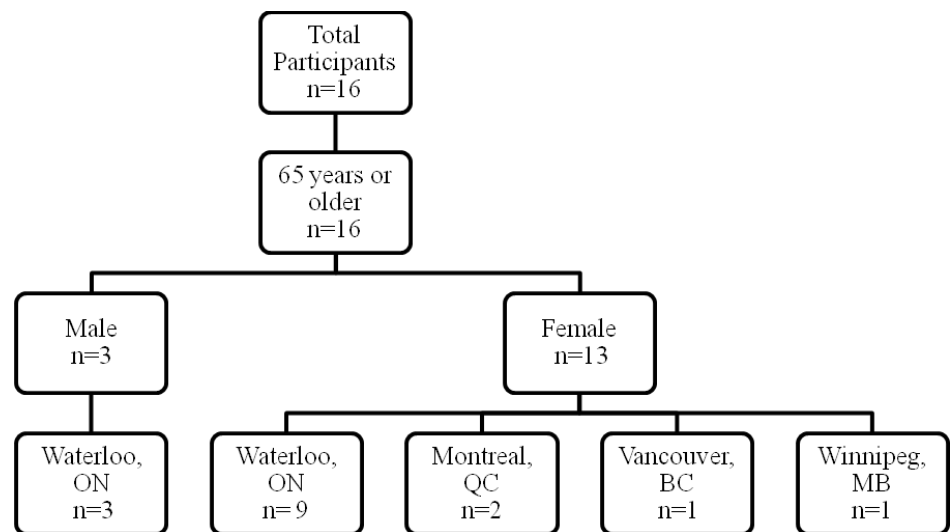 Total
Participants
n=16
65 years or
older
n=16
Male
n=3
Female
n=13
Waterloo,
ON
n=3
Waterloo,
ON
n= 9
Montreal,
QC
n=2
Vancouver,
BC
n=1
Winnipeg,
MB
n=1